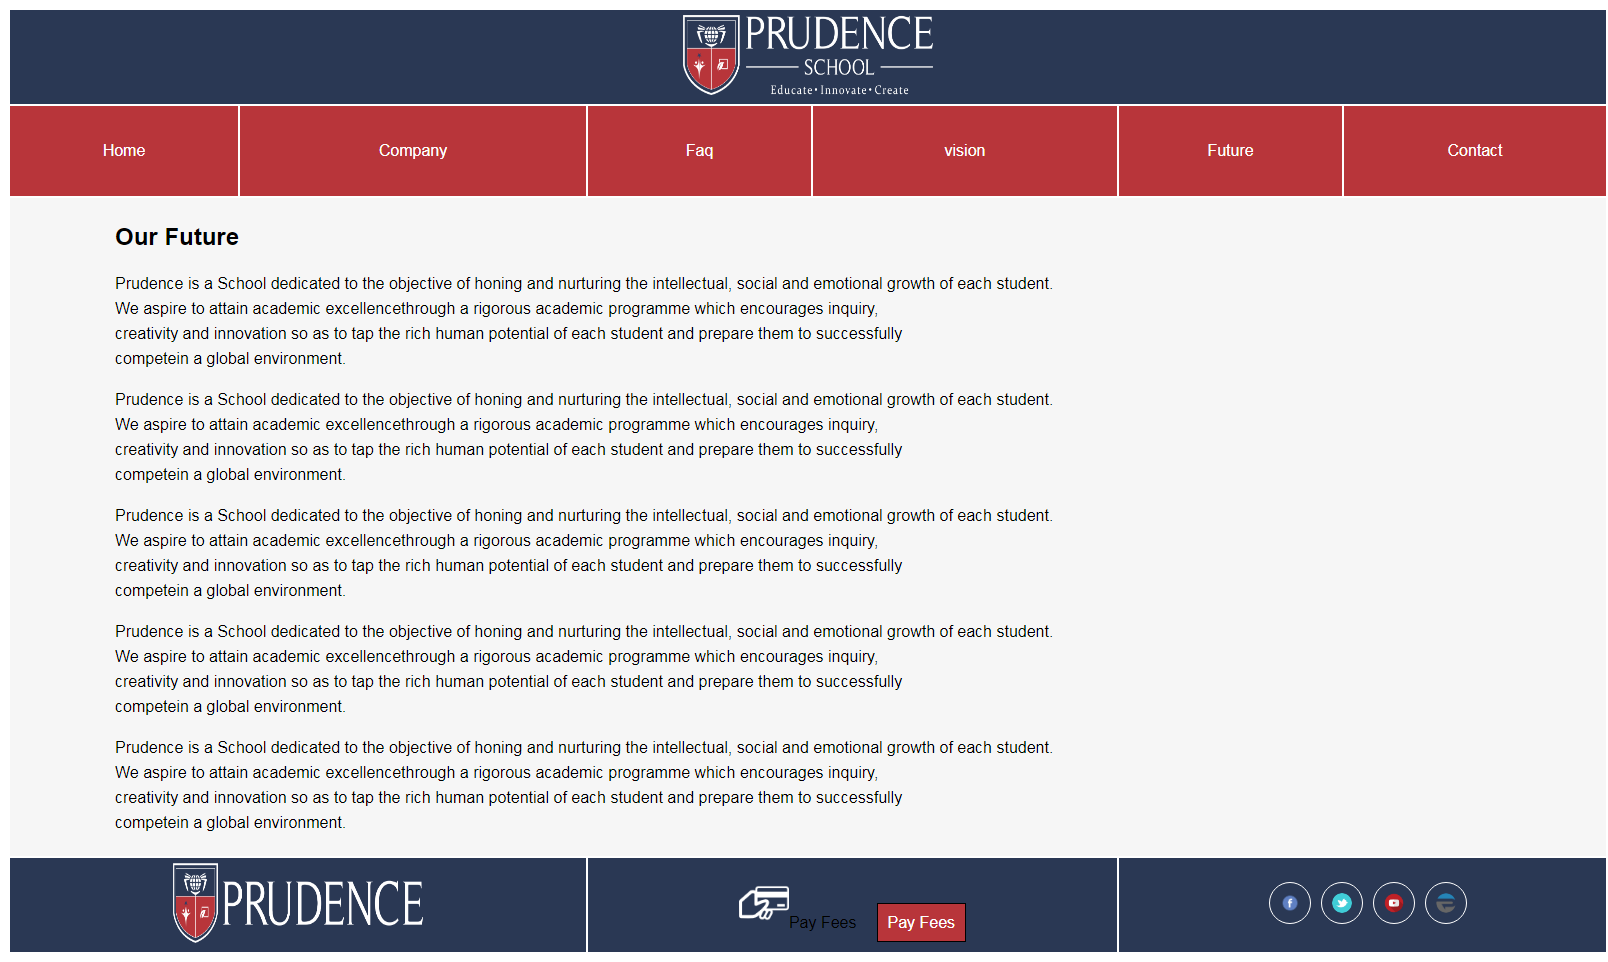 PRUDENCE
SCHOOL
Educate • Innovate • Create
Home
Company
Faq
vision
Future
Contact
Our Future
Prudence is a School dedicated to the objective of honing and nurturing the intellectual, social and emotional growth of each student.
We aspire to attain academic excellencethrough a rigorous academic programme which encourages inquiry,
creativity and innovation so as to tap the rich human potential of each student and prepare them to successfully
competein a global environment.
Prudence is a School dedicated to the objective of honing and nurturing the intellectual, social and emotional growth of each student.
We aspire to attain academic excellencethrough a rigorous academic programme which encourages inquiry,
creativity and innovation so as to tap the rich human potential of each student and prepare them to successfully
competein a global environment.
Prudence is a School dedicated to the objective of honing and nurturing the intellectual, social and emotional growth of each student.
We aspire to attain academic excellencethrough a rigorous academic programme which encourages inquiry,
creativity and innovation so as to tap the rich human potential of each student and prepare them to successfully
competein a global environment.
Prudence is a School dedicated to the objective of honing and nurturing the intellectual, social and emotional growth of each student.
We aspire to attain academic excellencethrough a rigorous academic programme which encourages inquiry,
creativity and innovation so as to tap the rich human potential of each student and prepare them to successfully
competein a global environment.
Prudence is a School dedicated to the objective of honing and nurturing the intellectual, social and emotional growth of each student.
We aspire to attain academic excellencethrough a rigorous academic programme which encourages inquiry,
creativity and innovation so as to tap the rich human potential of each student and prepare them to successfully
competein a global environment.
PRUDENCE
Pay Fees
Pay Fees